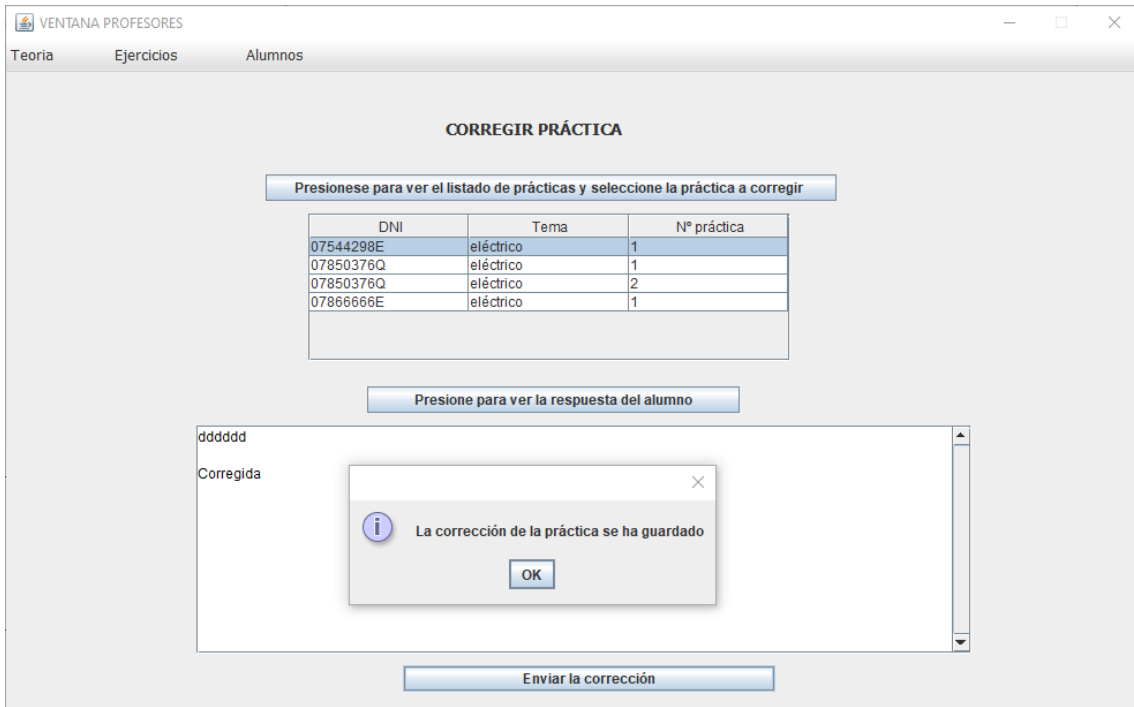 VENTANA PROFESORES
Teoria Ejercicios Alumnos
CORREGIR PRÁCTICA
Presionese para ver el listado de prácticas y seleccione la práctica a corregir
DNI Tema Nº práctica
07544298E eléctrico 1
07850376Q eléctrico 1
07850376Q eléctrico 2
07866666E eléctrico 1
Presione para ver la respuesta del alumno
dddddd
Corregida
La corrección de la práctica se ha guardado
OK
Enviar la corrección